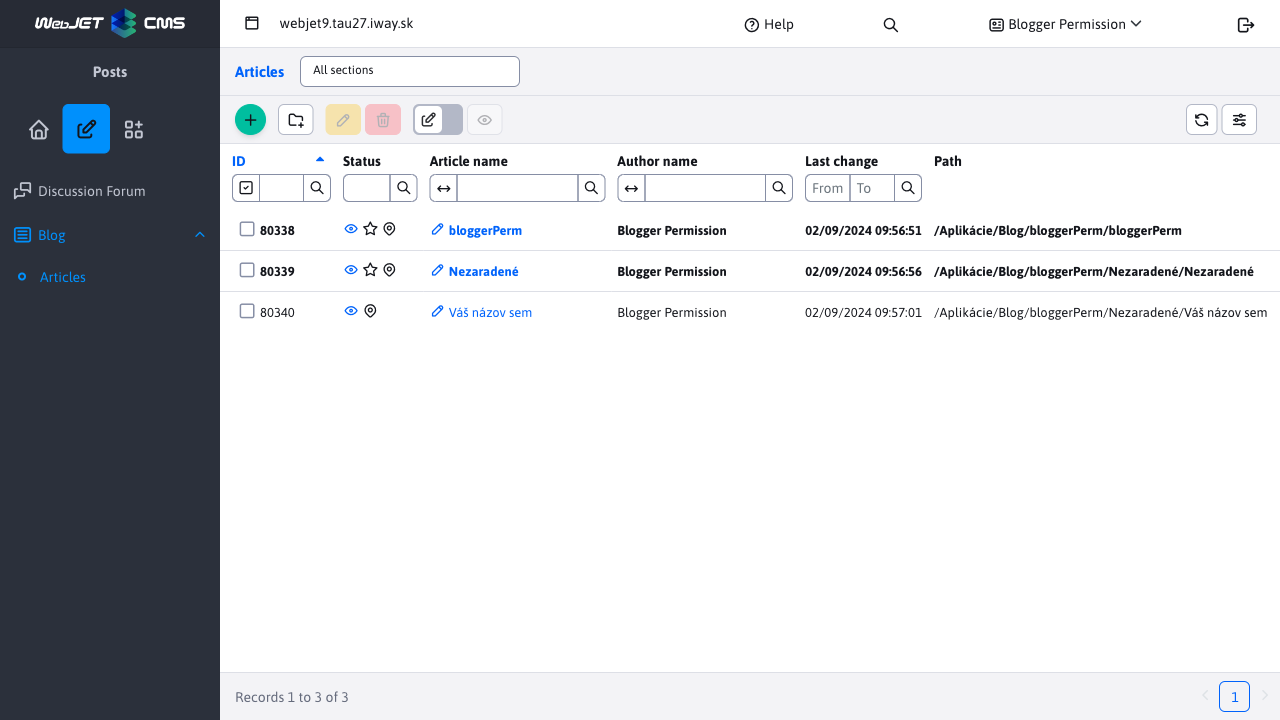 WebJET CMS
webjet9.tau27.iway.sk
Help
Blogger Permission
Posts
Articles
All sections
Discussion Forum
Blog
Articles
ID
Status
Article name
Author name
Last change
Path
From
To
80338
bloggerPerm
Blogger Permission
02/09/2024 09:56:51
/Aplikácie/Blog/bloggerPerm/bloggerPerm
80339
Nezaradené
Blogger Permission
02/09/2024 09:56:56
/Aplikácie/Blog/bloggerPerm/Nezaradené/Nezaradené
80340
Váš názov sem
Blogger Permission
02/09/2024 09:57:01
/Aplikácie/Blog/bloggerPerm/Nezaradené/Váš názov sem
Records 1 to 3 of 3
1